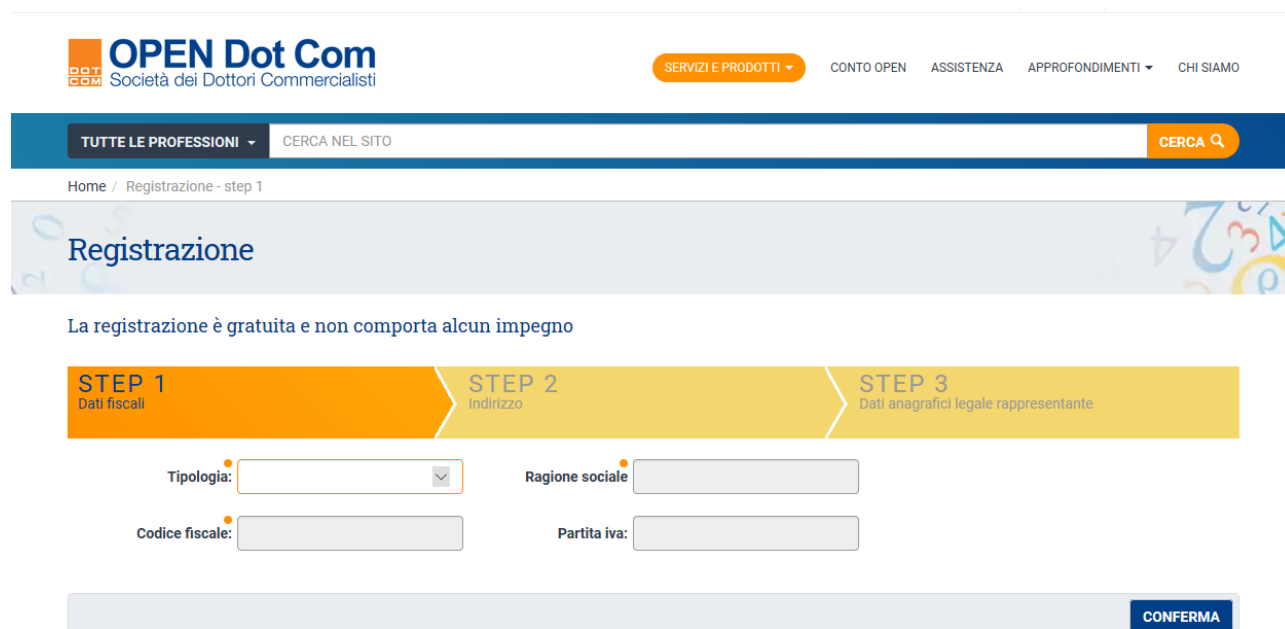 DOT COM OPEN Dot Com
Società dei Dottori Commercialisti
SERVIZI E PRODOTTI CONTO OPEN ASSISTENZA APPROFONDIMENTI CHI SIAMO
TUTTE LE PROFESSIONI CERCA NEL SITO CERCA
Home / Registrazione - step 1
Registrazione
La registrazione è gratuita e non comporta alcun impegno
STEP 1 STEP 2 STEP 3
Dati fiscali Indirizzo Dati anagrafici legale rappresentante
Tipologia: Ragione sociale
Codice fiscale: Partita iva:
CONFERMA